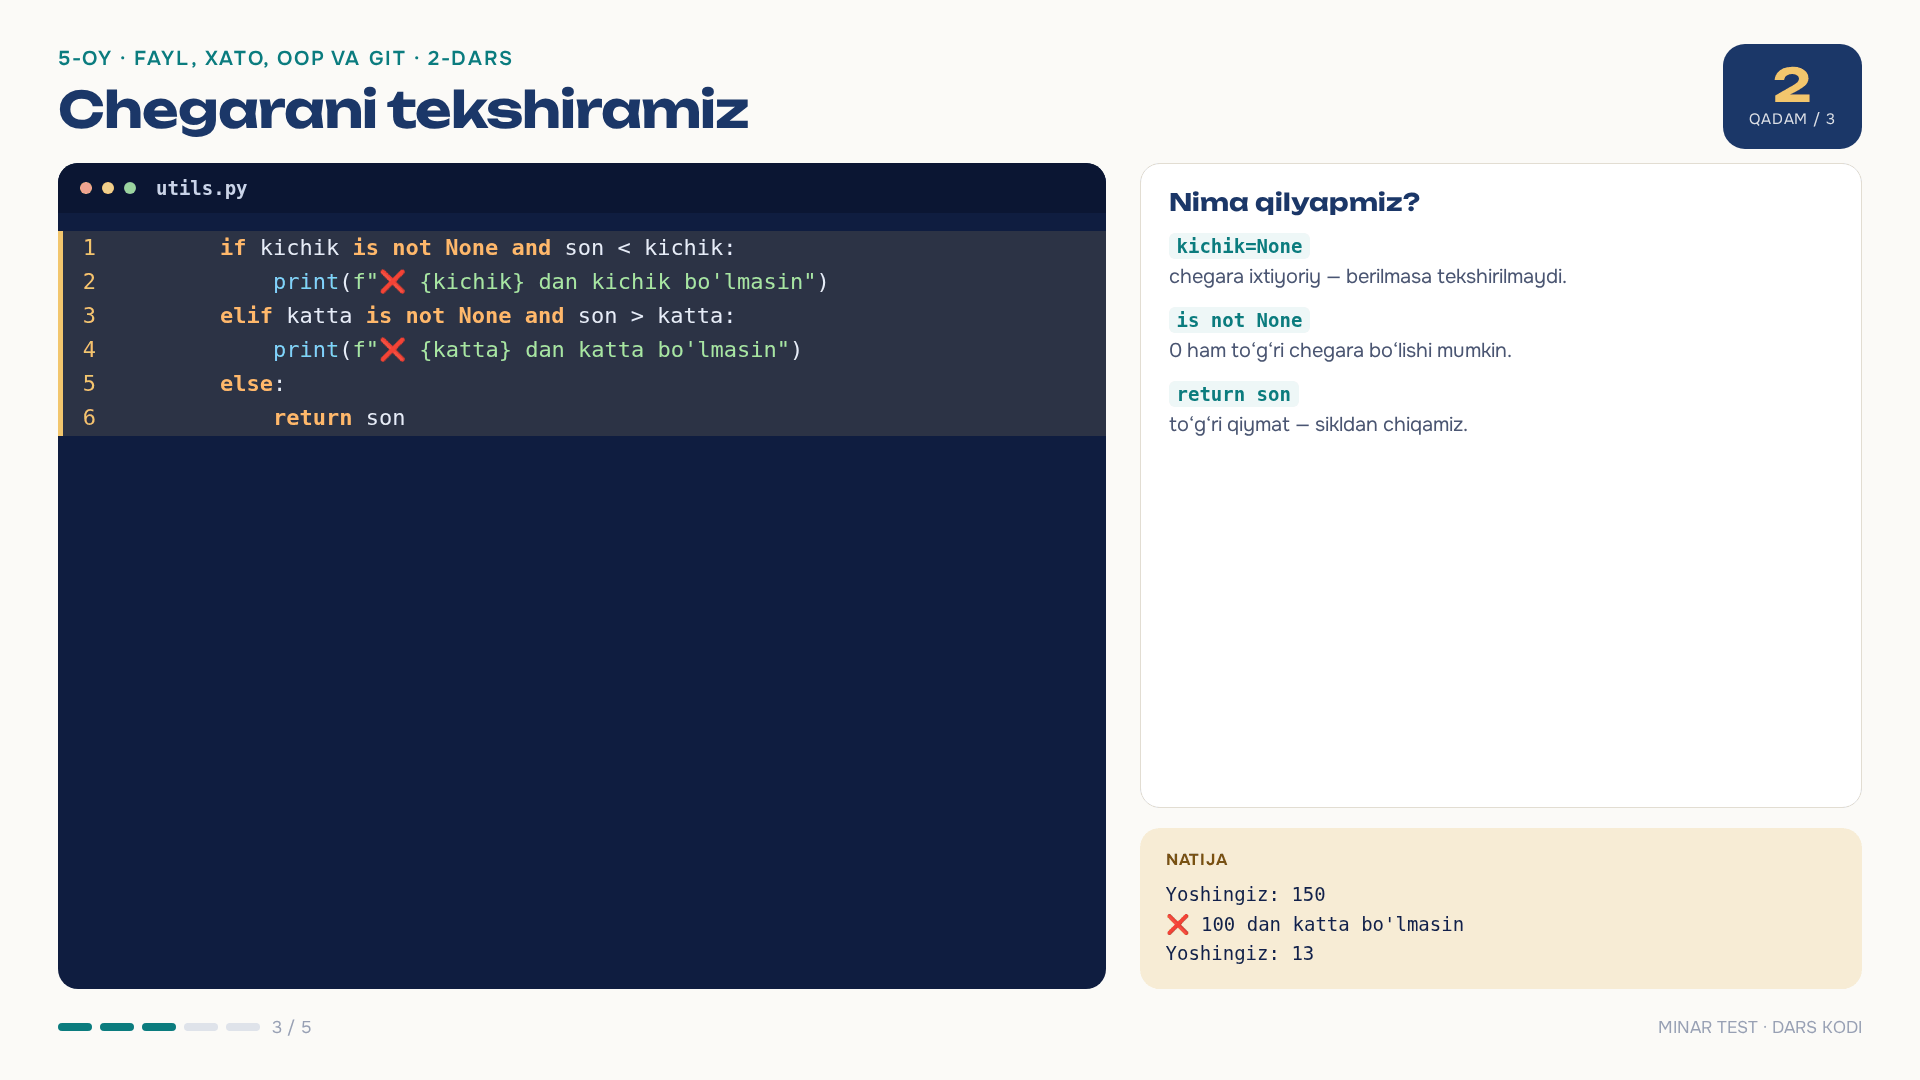 5-OY · FAYL, XATO, OOP VA GIT · 2-DARS
Chegarani tekshiramiz
2
QADAM / 3
utils.py
1 if kichik is not None and son < kichik:
2 print(f"❌ {kichik} dan kichik bo'lmasin")
3 elif katta is not None and son > katta:
4 print(f"❌ {katta} dan katta bo'lmasin")
5 else:
6 return son
Nima qilyapmiz?
kichik=None
chegara ixtiyoriy — berilmasa tekshirilmaydi.
is not None
0 ham to‘g‘ri chegara bo‘lishi mumkin.
return son
to‘g‘ri qiymat — sikldan chiqamiz.
NATIJA
Yoshingiz: 150
❌ 100 dan katta bo'lmasin
Yoshingiz: 13
3 / 5
MINAR TEST · DARS KODI